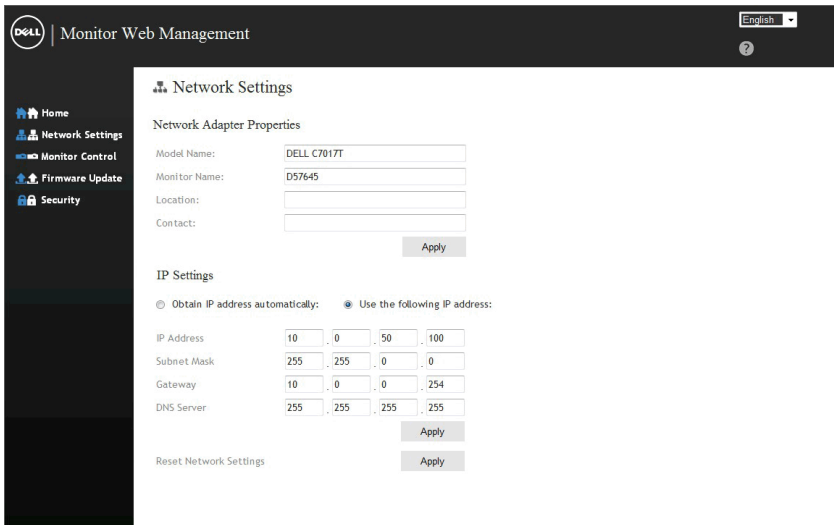 DELL | Monitor Web Management
English
?
Home
Network Settings
Monitor Control
Firmware Update
Security
Network Settings
Network Adapter Properties
Model Name: DELL C7017T
Monitor Name: D57645
Location:
Contact:
Apply
IP Settings
Obtain IP address automatically: Use the following IP address:
IP Address 10 . 0 . 50 . 100
Subnet Mask 255 . 255 . 0 . 0
Gateway 10 . 0 . 0 . 254
DNS Server 255 . 255 . 255 . 255
Apply
Reset Network Settings Apply